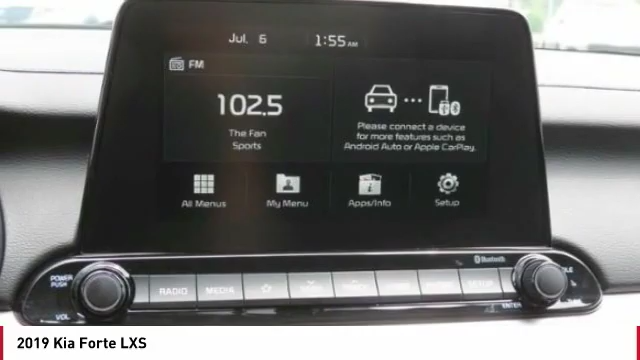 Jul. 6 1:55 AM
FM
102.5
The Fan
Sports
Please connect a device
for more features such as
Android Auto or Apple CarPlay.
All Menus My Menu Apps/Info Setup
Bluetooth
POWER
PUSH
VOL
RADIO MEDIA SETUP
ENTER
2019 Kia Forte LXS